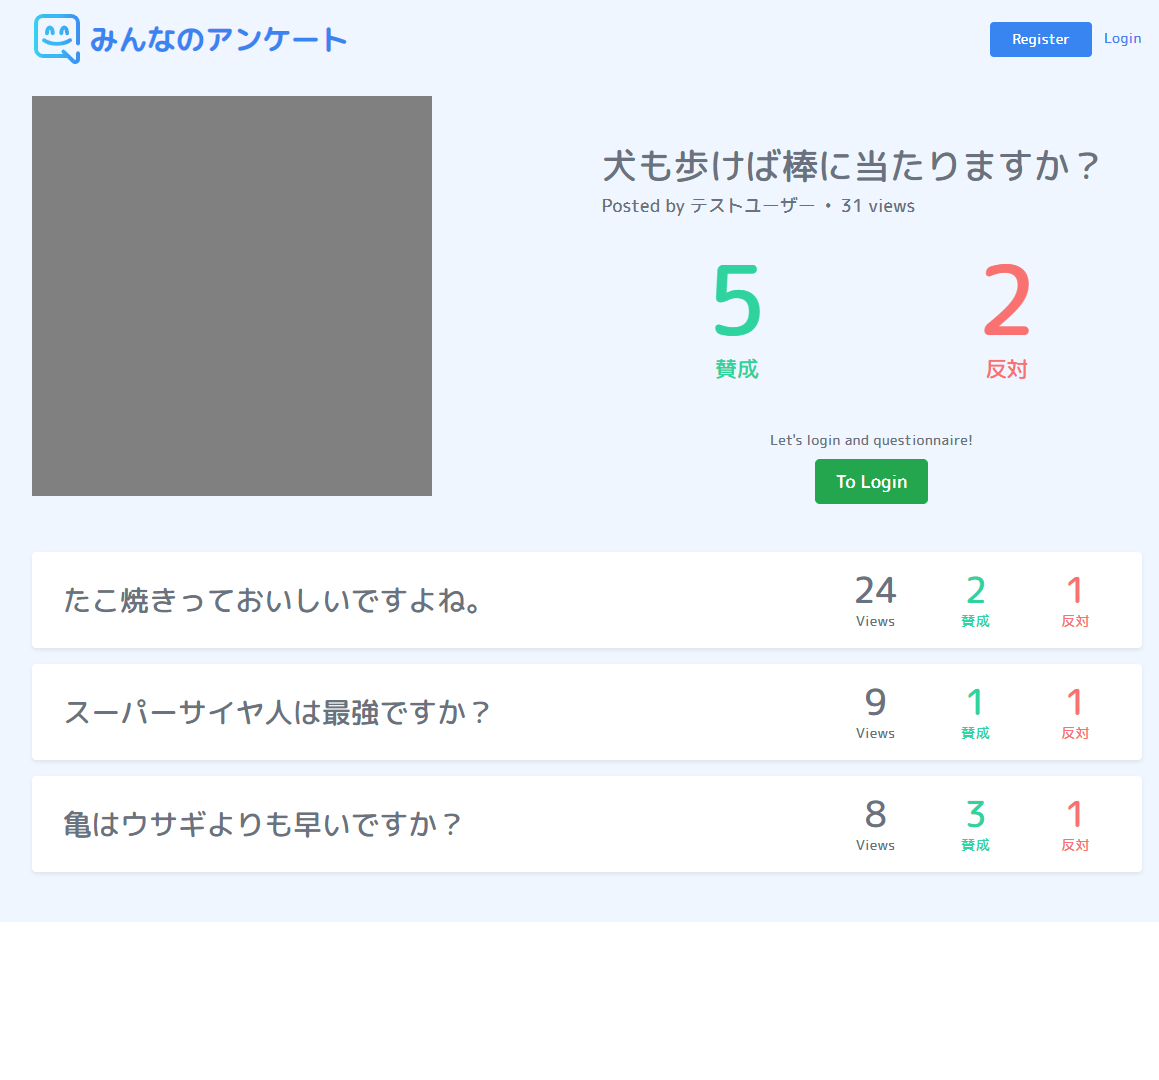 みんなのアンケート
Register
Login
犬も歩けば棒に当たりますか？
Posted by テストユーザー • 31 views
5
賛成
2
反対
Let's login and questionnaire!
To Login
たこ焼きっておいしいですよね。
24
Views
2
賛成
1
反対
スーパーサイヤ人は最強ですか？
9
Views
1
賛成
1
反対
亀はウサギよりも早いですか？
8
Views
3
賛成
1
反対